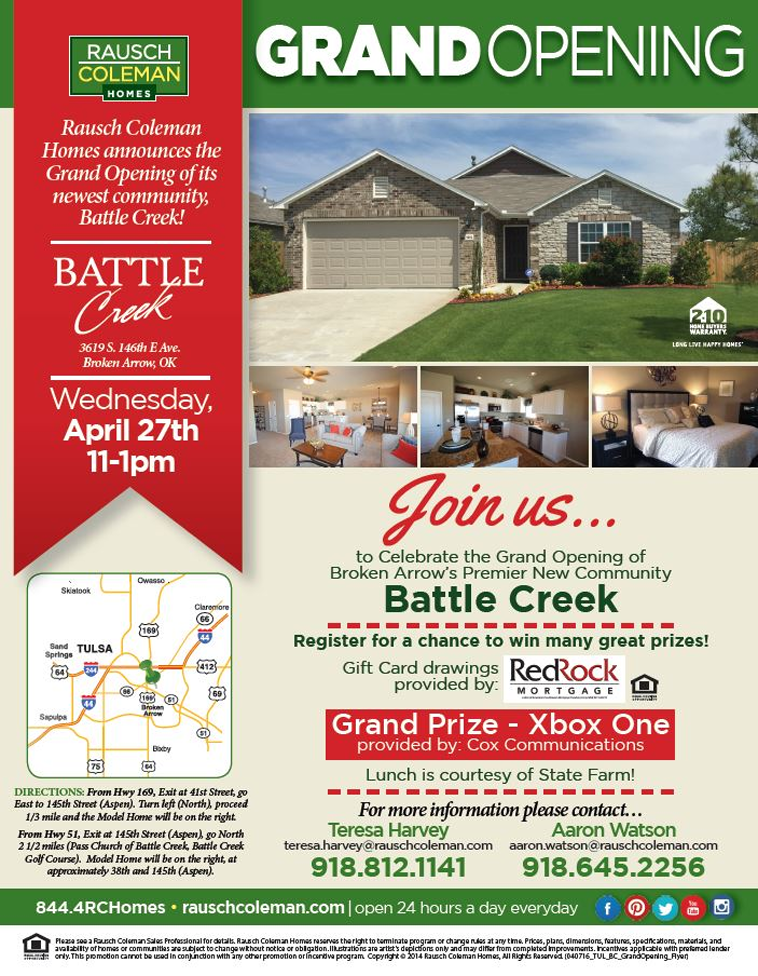 RAUSCH
COLEMAN
HOMES
GRANDOPENING
Rausch Coleman
Homes announces the
Grand Opening of its
newest community,
Battle Creek!
BATTLE
Creek
3619 S. 146th E Ave.
Broken Arrow, OK
Wednesday,
April 27th
11-1pm
2-10
HOME BUYERS
WARRANTY.
LONG LIVE HAPPY HOMES
Join us...
to Celebrate the Grand Opening of
Broken Arrow's Premier New Community
Battle Creek
Register for a chance to win many great prizes!
Gift Card drawings
provided by:
RedRock
MORTGAGE
Grand Prize - Xbox One
provided by: Cox Communications
Lunch is courtesy of State Farm!
For more information please contact...
Teresa Harvey
teresa.harvey@rauschcoleman.com
918.812.1141
Aaron Watson
aaron.watson@rauschcoleman.com
918.645.2256
Skiatook
Owasso
Claremore
66
44
169
Sand
Springs
TULSA
64
244
412
44
98
169
51
69
Broken
Arrow
Sapulpa
51
Bixby
75
64
DIRECTIONS: From Hwy 169, Exit at 41st Street, go
East to 145th Street (Aspen). Turn left (North), proceed
1/3 mile and the Model Home will be on the right.
From Hwy 51, Exit at 145th Street (Aspen), go North
2 1/2 miles (Pass Church of Battle Creek, Battle Creek
Golf Course). Model Home will be on the right, at
approximately 38th and 145th (Aspen).
844.4RCHomes • rauschcoleman.com | open 24 hours a day everyday
You
Tube
Please see a Rausch Coleman Sales Professional for details. Rausch Coleman Homes reserves the right to terminate program or change rules at any time. Prices, plans, dimensions, features, specifications, materials, and
availability of homes or communities are subject to change without notice or obligation. Illustrations are artist's depictions only and may differ from completed improvements. Incentives applicable with preferred lender
only. This promotion cannot be used in conjunction with any other promotion or incentive program. Copyright © 2014 Rausch Coleman Homes, All Rights Reserved. (040716_TUL_BC_GrandOpening_Flyer)